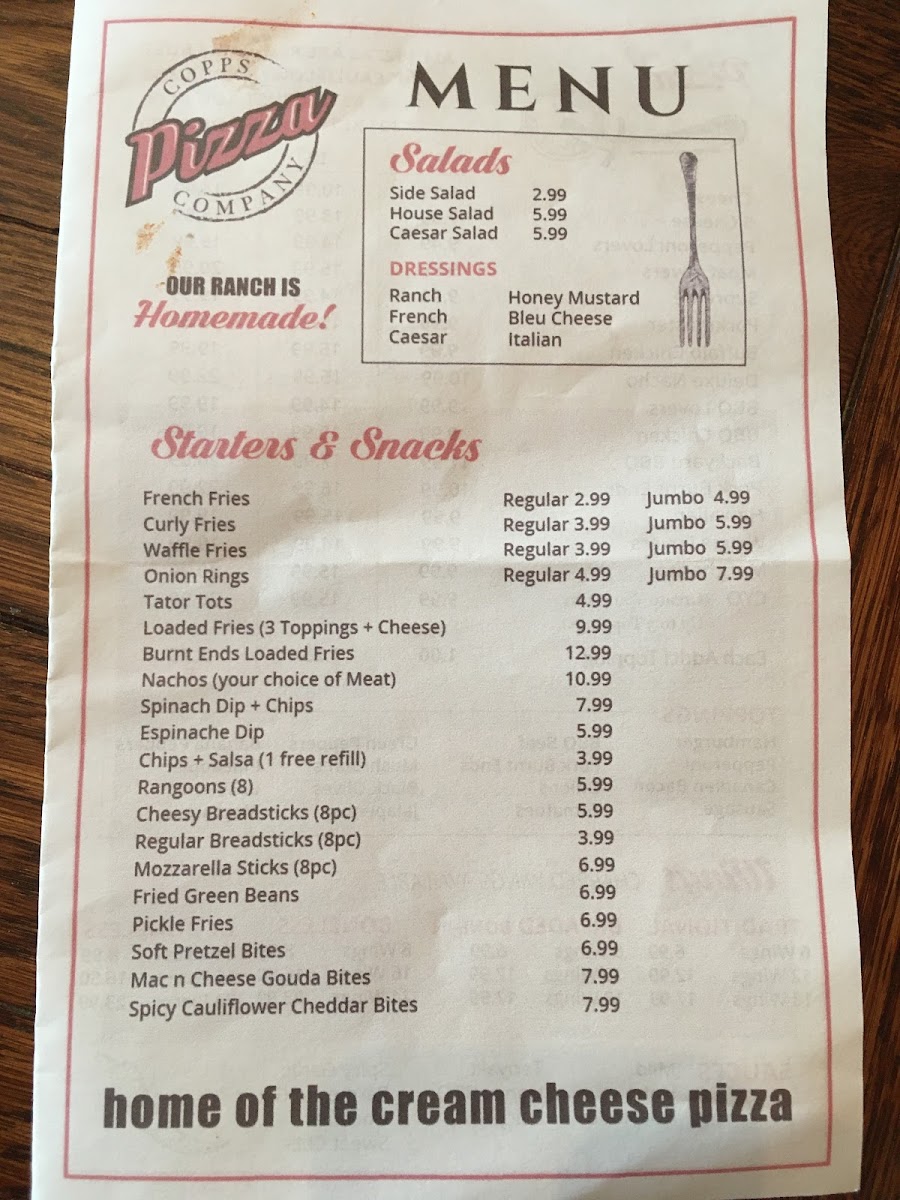 COPPS
Pizza
COMPANY
MENU
Salads
Side Salad 2.99
House Salad 5.99
Caesar Salad 5.99
DRESSINGS
Ranch Honey Mustard
French Bleu Cheese
Caesar Italian
OUR RANCH IS
Homemade!
Starters & Snacks
French Fries Regular 2.99 Jumbo 4.99
Curly Fries Regular 3.99 Jumbo 5.99
Waffle Fries Regular 3.99 Jumbo 5.99
Onion Rings Regular 4.99 Jumbo 7.99
Tator Tots 4.99
Loaded Fries (3 Toppings + Cheese) 9.99
Burnt Ends Loaded Fries 12.99
Nachos (your choice of Meat) 10.99
Spinach Dip + Chips 7.99
Espinache Dip 5.99
Chips + Salsa (1 free refill) 3.99
Rangoons (8) 5.99
Cheesy Breadsticks (8pc) 5.99
Regular Breadsticks (8pc) 3.99
Mozzarella Sticks (8pc) 6.99
Fried Green Beans 6.99
Pickle Fries 6.99
Soft Pretzel Bites 6.99
Mac n Cheese Gouda Bites 7.99
Spicy Cauliflower Cheddar Bites 7.99
home of the cream cheese pizza